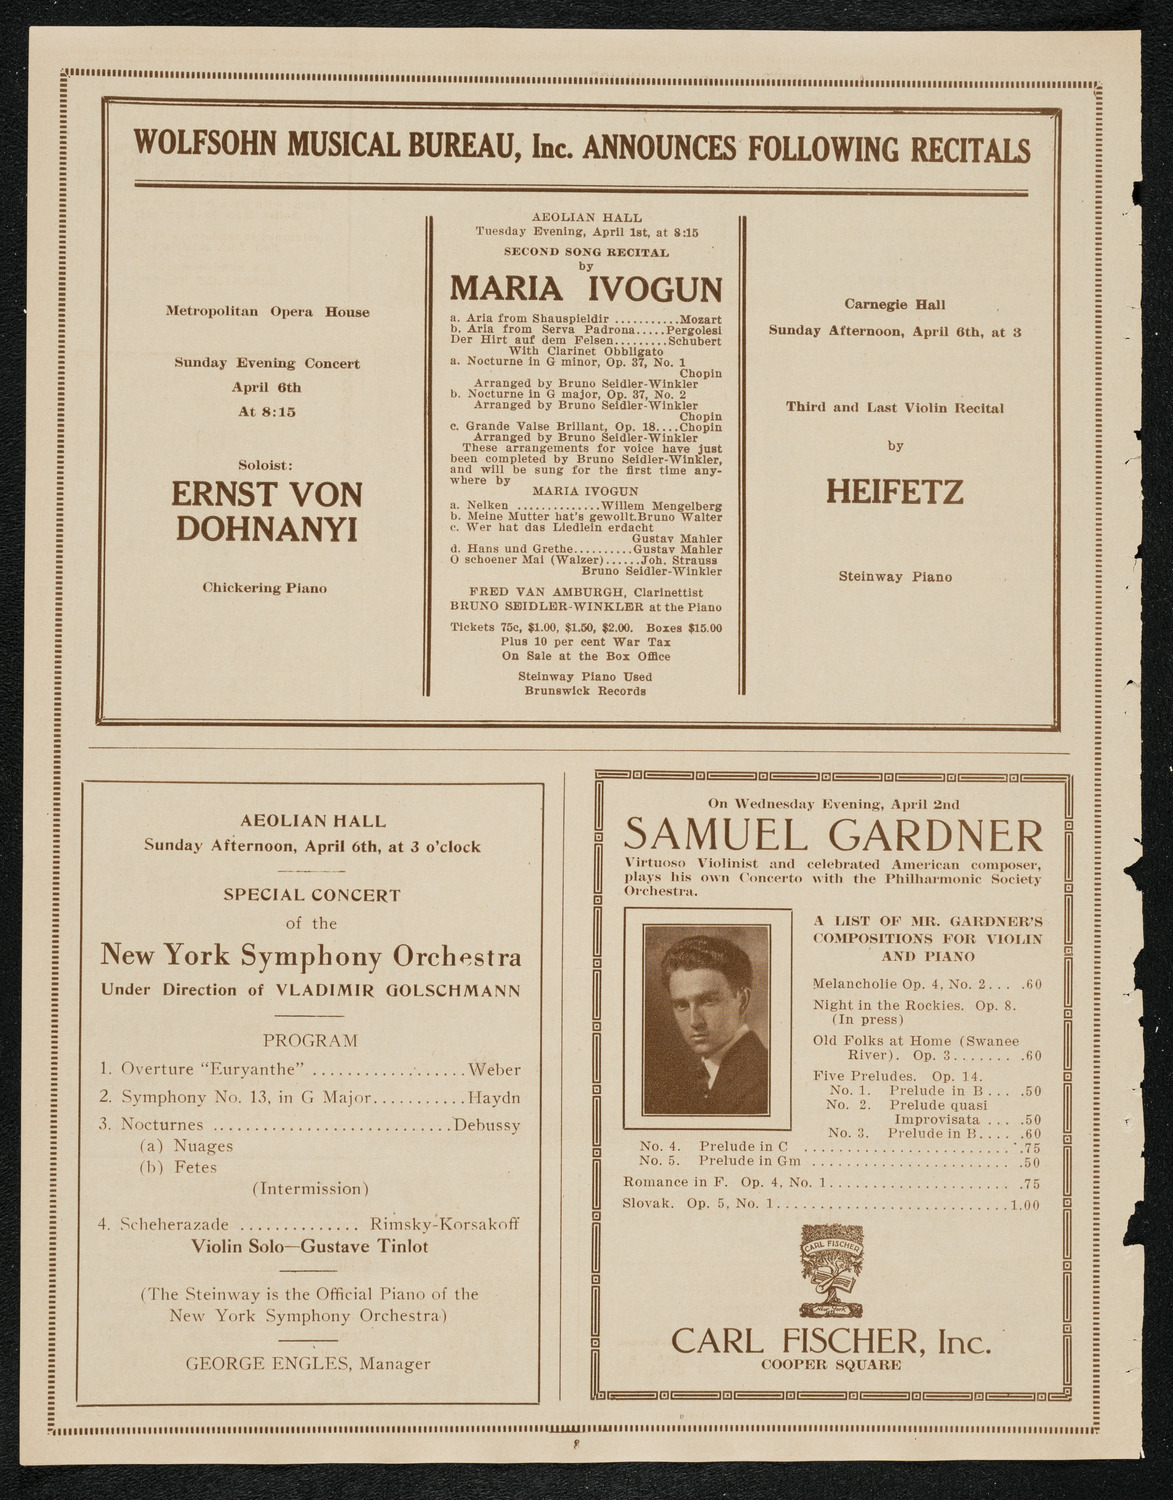 WOLFSOHN MUSICAL BUREAU, Inc. ANNOUNCES FOLLOWING RECITALS
Metropolitan Opera House
Sunday Evening Concert
April 6th
At 8:15
Soloist:
ERNST VON
DOHNANYI
Chickering Piano
AEOLIAN HALL
Tuesday Evening, April 1st, at 8:15
SECOND SONG RECITAL
by
MARIA IVOGUN
a. Aria from Shauspieldir ..........Mozart
b. Aria from Serva Padrona.....Pergolesi
Der Hirt auf dem Felsen.........Schubert
With Clarinet Obbligato
a. Nocturne in G minor, Op. 37, No. 1
Chopin
Arranged by Bruno Seidler-Winkler
b. Nocturne in G major, Op. 37, No. 2
Arranged by Bruno Seidler-Winkler
Chopin
c. Grande Valse Brillant, Op. 18....Chopin
Arranged by Bruno Seidler-Winkler
These arrangements for voice have just
been completed by Bruno Seidler-Winkler,
and will be sung for the first time any-
where by
MARIA IVOGUN
a. Nelken .............Willem Mengelberg
b. Meine Mutter hat's gewollt.Bruno Walter
c. Wer hat das Liedlein erdacht
Gustav Mahler
d. Hans und Grethe..........Gustav Mahler
O schoener Mai (Walzer)......Joh. Strauss
Bruno Seidler-Winkler
FRED VAN AMBURGH, Clarinettist
BRUNO SEIDLER-WINKLER at the Piano
Tickets 75c, $1.00, $1.50, $2.00. Boxes $15.00
Plus 10 per cent War Tax
On Sale at the Box Office
Steinway Piano Used
Brunswick Records
Carnegie Hall
Sunday Afternoon, April 6th, at 3
Third and Last Violin Recital
by
HEIFETZ
Steinway Piano
AEOLIAN HALL
Sunday Afternoon, April 6th, at 3 o'clock
SPECIAL CONCERT
of the
New York Symphony Orchestra
Under Direction of VLADIMIR GOLSCHMANN
PROGRAM
1. Overture "Euryanthe" ..................Weber
2. Symphony No. 13, in G Major...........Haydn
3. Nocturnes ............................Debussy
(a) Nuages
(b) Fetes
(Intermission)
4. Scheherazade .............. Rimsky-Korsakoff
Violin Solo—Gustave Tinlot
(The Steinway is the Official Piano of the
New York Symphony Orchestra)
GEORGE ENGLES, Manager
On Wednesday Evening, April 2nd
SAMUEL GARDNER
Virtuoso Violinist and celebrated American composer,
plays his own Concerto with the Philharmonic Society
Orchestra.
A LIST OF MR. GARDNER'S
COMPOSITIONS FOR VIOLIN
AND PIANO
Melancholie Op. 4, No. 2... .60
Night in the Rockies. Op. 8.
(In press)
Old Folks at Home (Swanee
River). Op. 3....... .60
Five Preludes. Op. 14.
No. 1. Prelude in B ... .50
No. 2. Prelude quasi
Improvisata ... .50
No. 3. Prelude in B.... .60
No. 4. Prelude in C ........................ .75
No. 5. Prelude in Gm ...................... .50
Romance in F. Op. 4, No. 1.................... .75
Slovak. Op. 5, No. 1.........................1.00
CARL FISCHER
New York
CARL FISCHER, Inc.
COOPER SQUARE
8